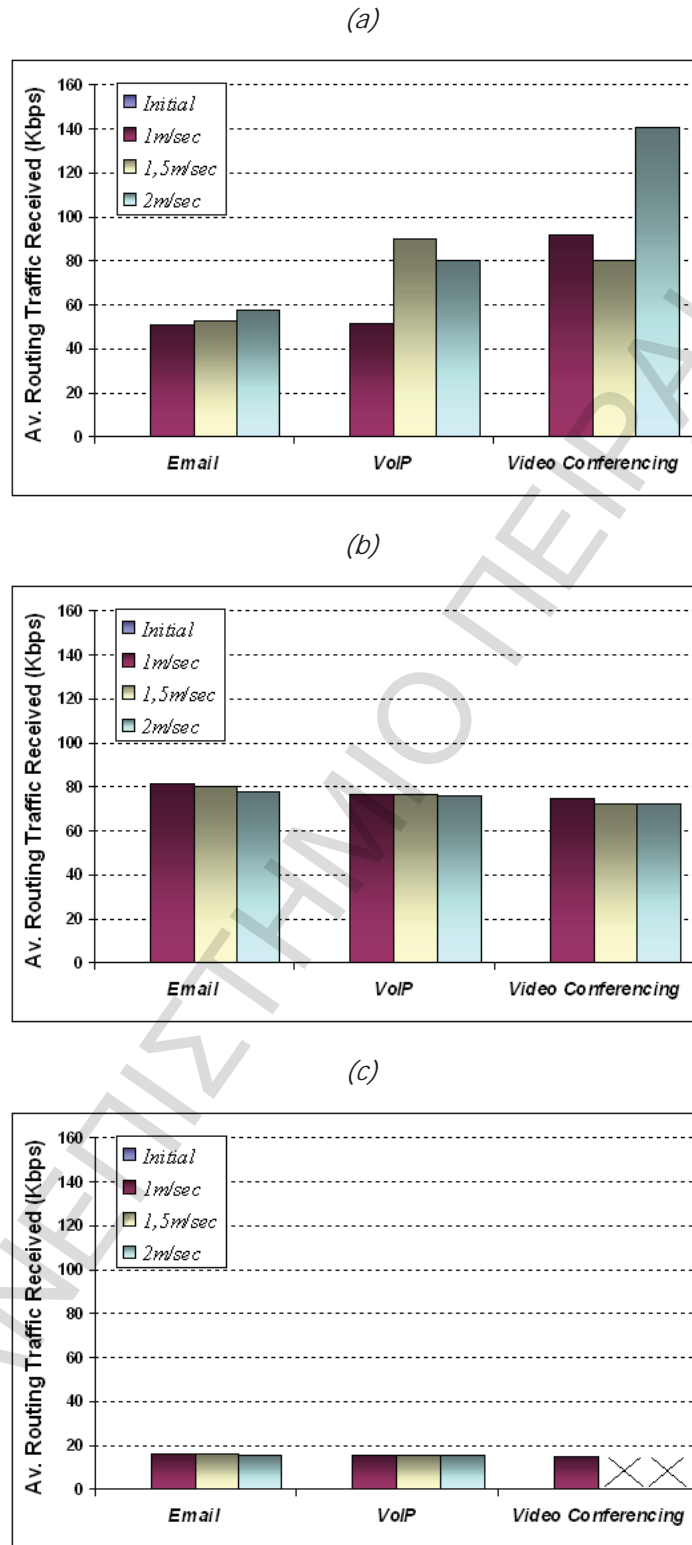 (a)
Av. Routing Traffic Received (Kbps)
160
140
120
100
80
60
40
20
0
Initial
1m/sec
1,5m/sec
2m/sec
Email VoIP Video Conferencing
(b)
Av. Routing Traffic Received (Kbps)
160
140
120
100
80
60
40
20
0
Initial
1m/sec
1,5m/sec
2m/sec
Email VoIP Video Conferencing
(c)
Av. Routing Traffic Received (Kbps)
160
140
120
100
80
60
40
20
0
Initial
1m/sec
1,5m/sec
2m/sec
Email VoIP Video Conferencing